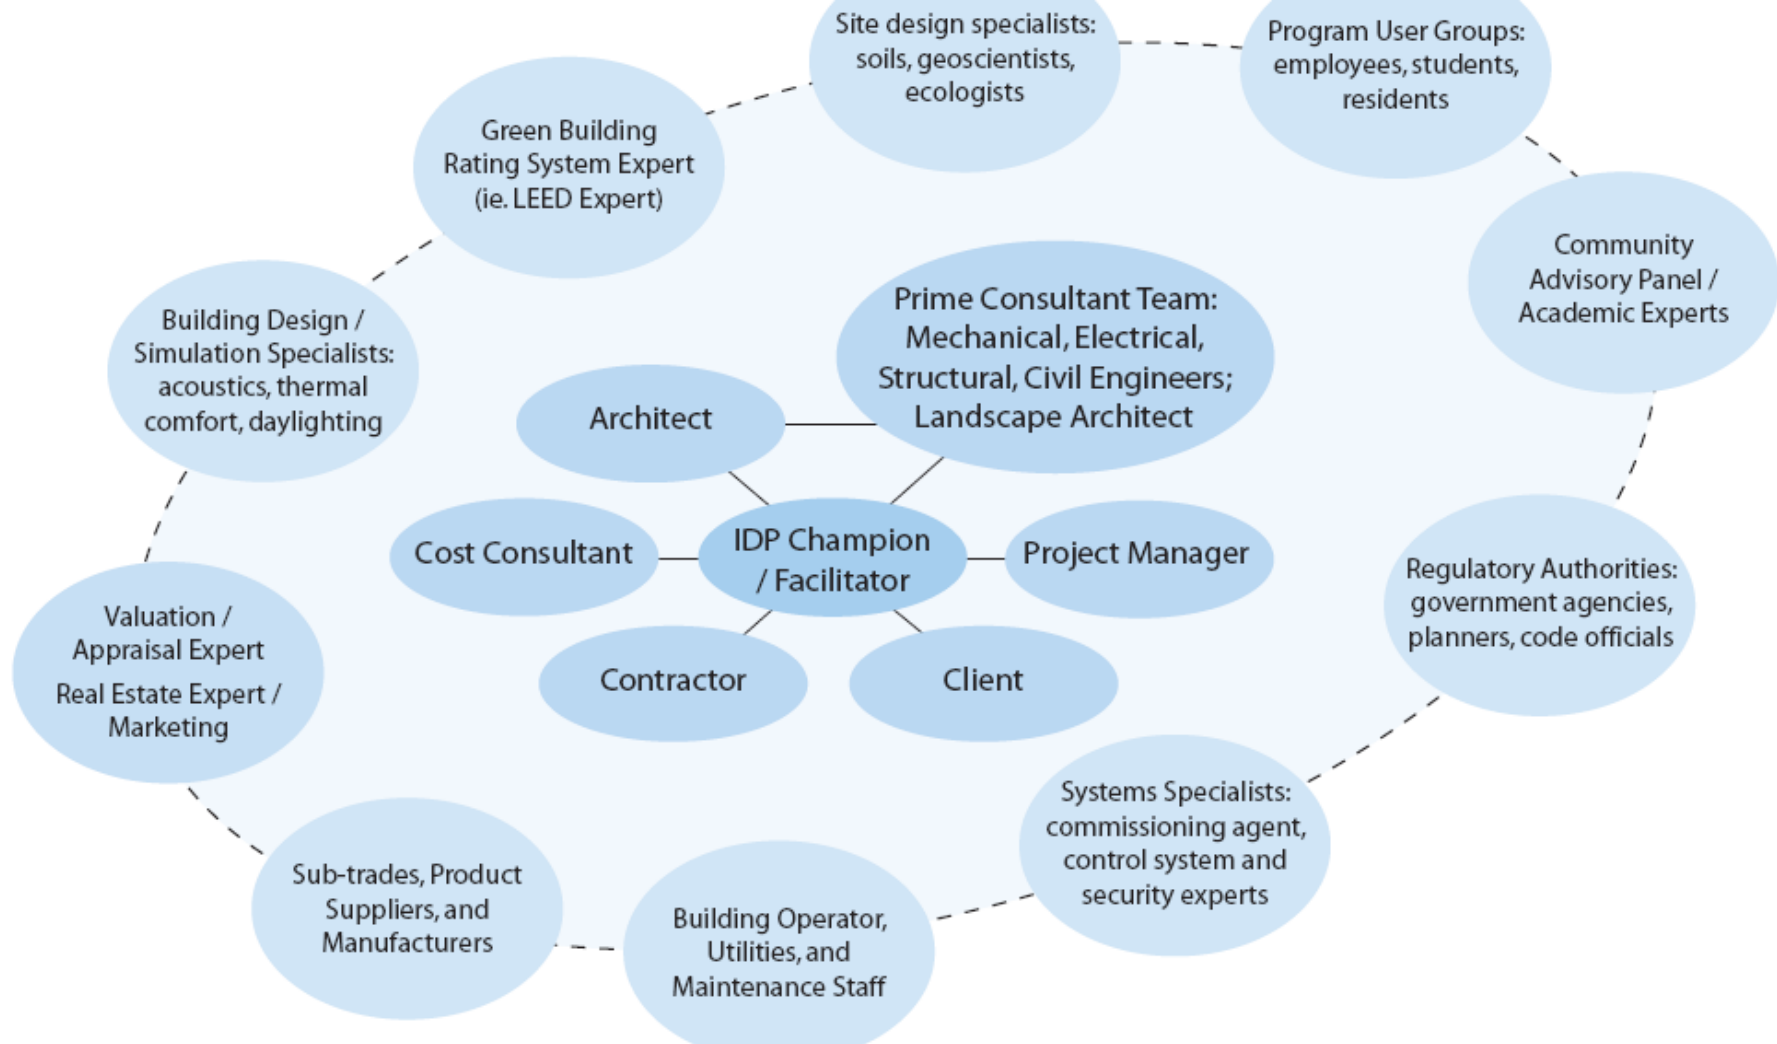 Site design specialists:
soils, geoscientists,
ecologists
Program User Groups:
employees, students,
residents
Green Building
Rating System Expert
(ie. LEED Expert)
Community
Advisory Panel /
Academic Experts
Building Design /
Simulation Specialists:
acoustics, thermal
comfort, daylighting
Prime Consultant Team:
Mechanical, Electrical,
Structural, Civil Engineers;
Landscape Architect
Architect
Cost Consultant
IDP Champion
/ Facilitator
Project Manager
Regulatory Authorities:
government agencies,
planners, code officials
Valuation /
Appraisal Expert
Real Estate Expert /
Marketing
Contractor
Client
Systems Specialists:
commissioning agent,
control system and
security experts
Sub-trades, Product
Suppliers, and
Manufacturers
Building Operator,
Utilities, and
Maintenance Staff